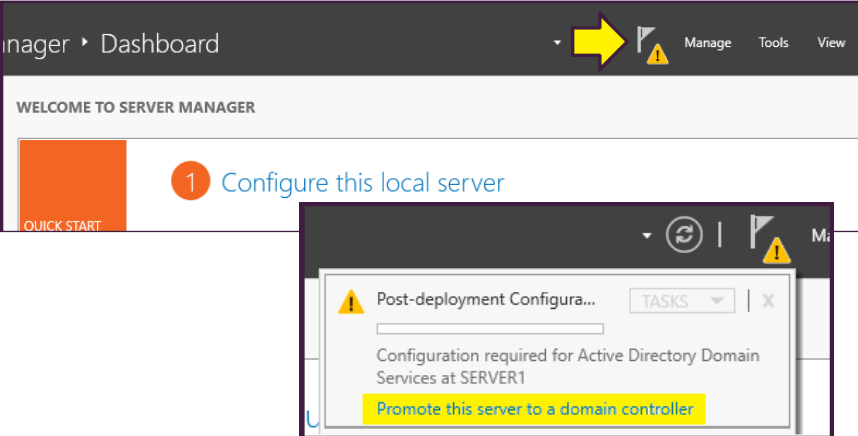 nager ‣ Dashboard
Manage Tools View
WELCOME TO SERVER MANAGER
QUICK START
1 Configure this local server
Ma
Post-deployment Configura... TASKS X
Configuration required for Active Directory Domain
Services at SERVER1
Promote this server to a domain controller